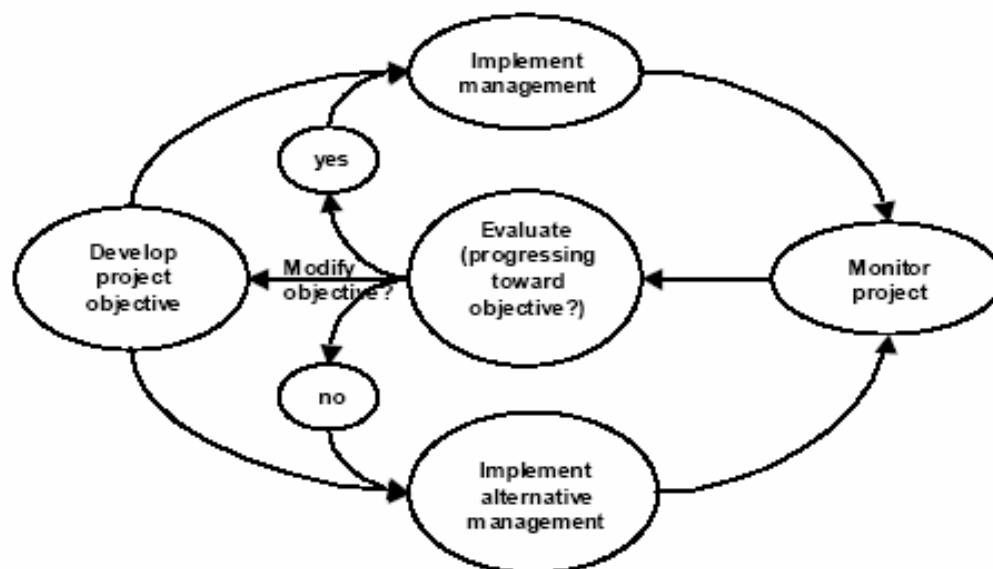 Implement
management
yes
Develop
project
objective
Modify
objective?
Evaluate
(progressing
toward
objective?)
Monitor
project
no
Implement
alternative
management